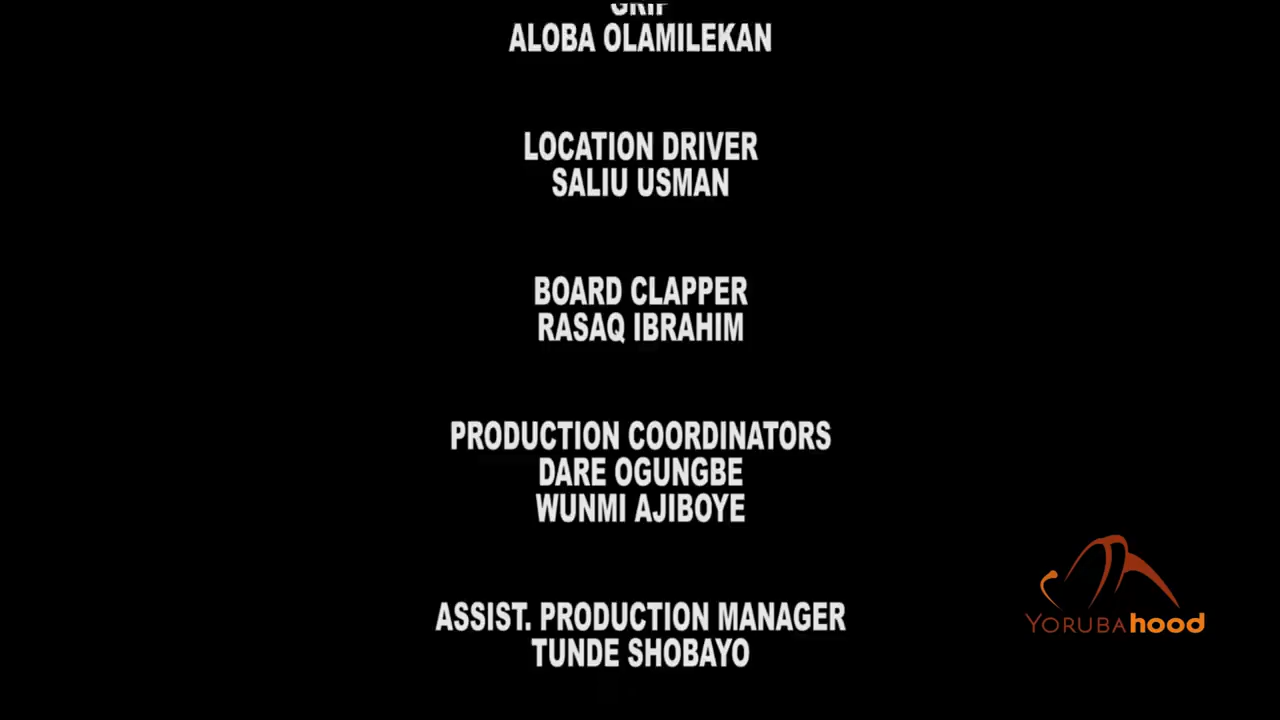 GRIP
ALOBA OLAMILEKAN
LOCATION DRIVER
SALIU USMAN
BOARD CLAPPER
RASAQ IBRAHIM
PRODUCTION COORDINATORS
DARE OGUNGBE
WUNMI AJIBOYE
ASSIST. PRODUCTION MANAGER
TUNDE SHOBAYO
YORUBAhood